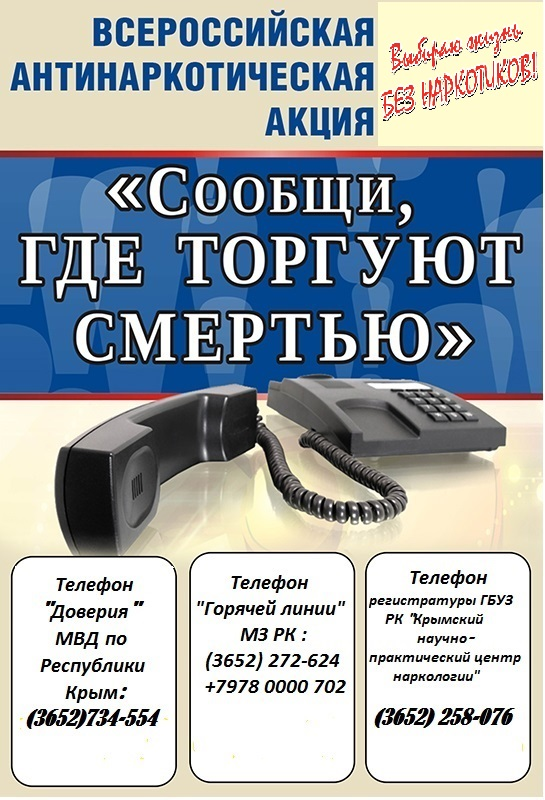 ВСЕРОССИЙСКАЯ
АНТИНАРКОТИЧЕСКАЯ
АКЦИЯ
Выбираю жизнь
БЕЗ НАРКОТИКОВ!
«Сообщи,
где торгуют
смертью»
Телефон
"Доверия"
МВД по
Республики
Крым:
(3652)734-554
Телефон
"Горячей линии"
МЗ РК :
(3652) 272-624
+7978 0000 702
Телефон
регистратуры ГБУЗ
РК "Крымский
научно-
практический центр
наркологии"
(3652) 258-076